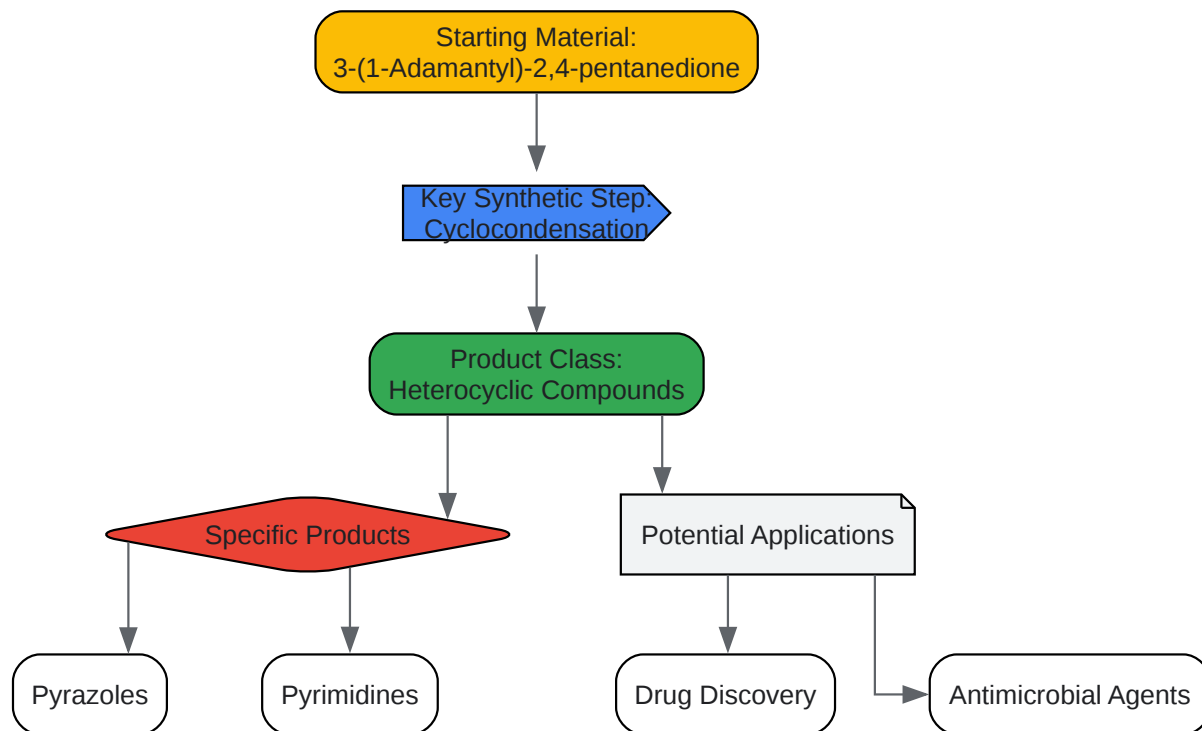 Starting Material:
3-(1-Adamantyl)-2,4-pentanedione
Key Synthetic Step:
Cyclocondensation
Product Class:
Heterocyclic Compounds
Specific Products
Potential Applications
Pyrazoles
Pyrimidines
Drug Discovery
Antimicrobial Agents